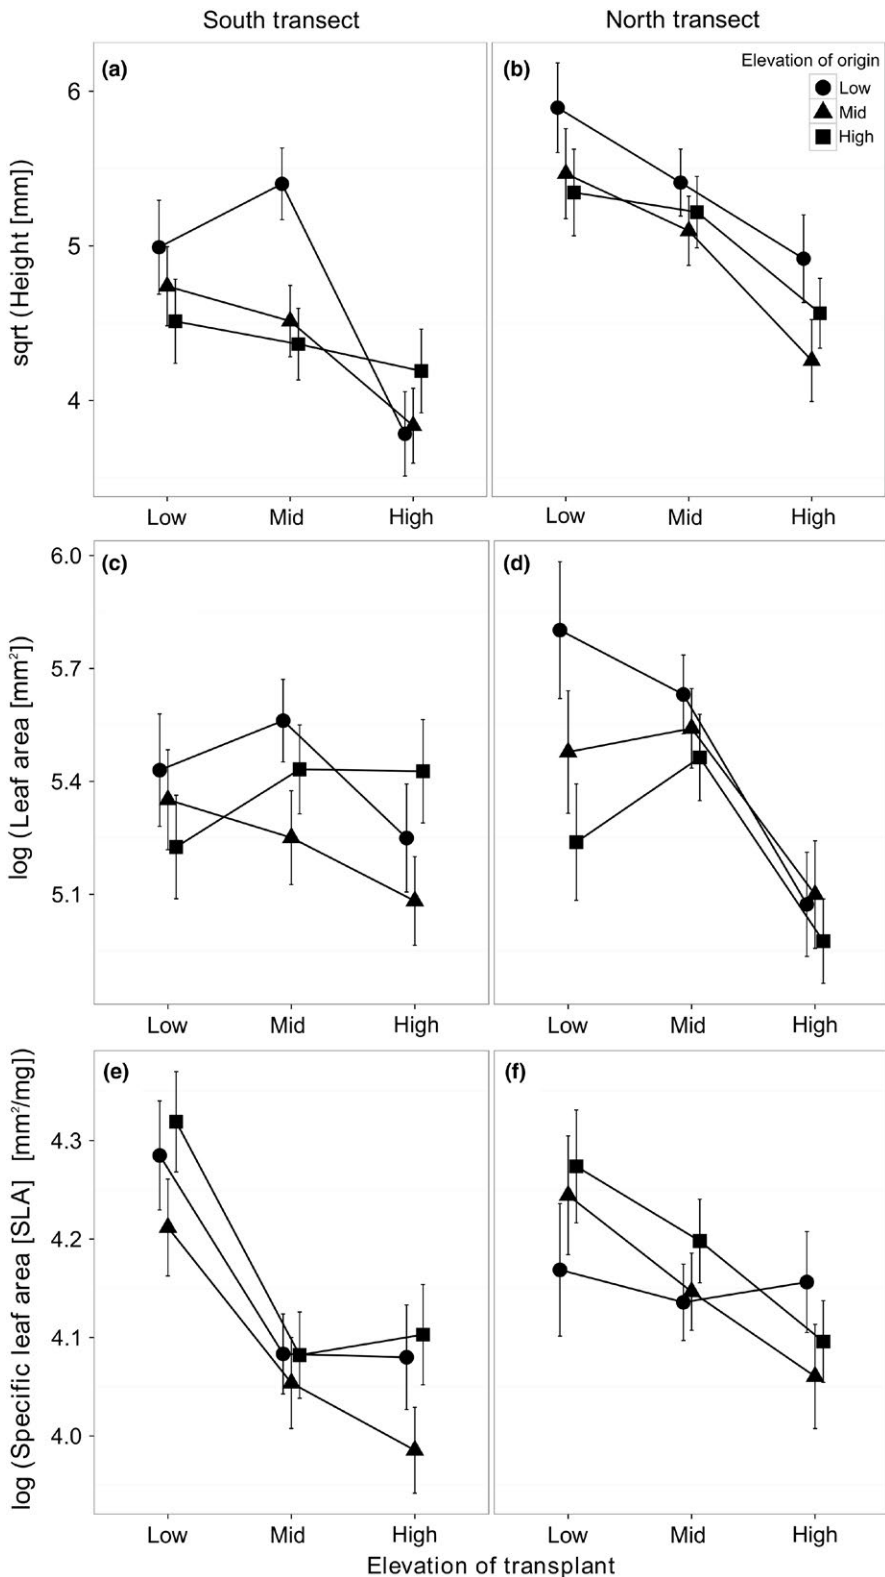 South transect
North transect
(a)
(b)
Elevation of origin
Low
Mid
High
6
5
4
sqrt (Height [mm])
Low
Mid
High
Low
Mid
High
(c)
(d)
6.0
5.7
5.4
5.1
log (Leaf area [mm²])
Low
Mid
High
Low
Mid
High
(e)
(f)
4.3
4.2
4.1
4.0
log (Specific leaf area [SLA] [mm²/mg])
Low
Mid
High
Low
Mid
High
Elevation of transplant